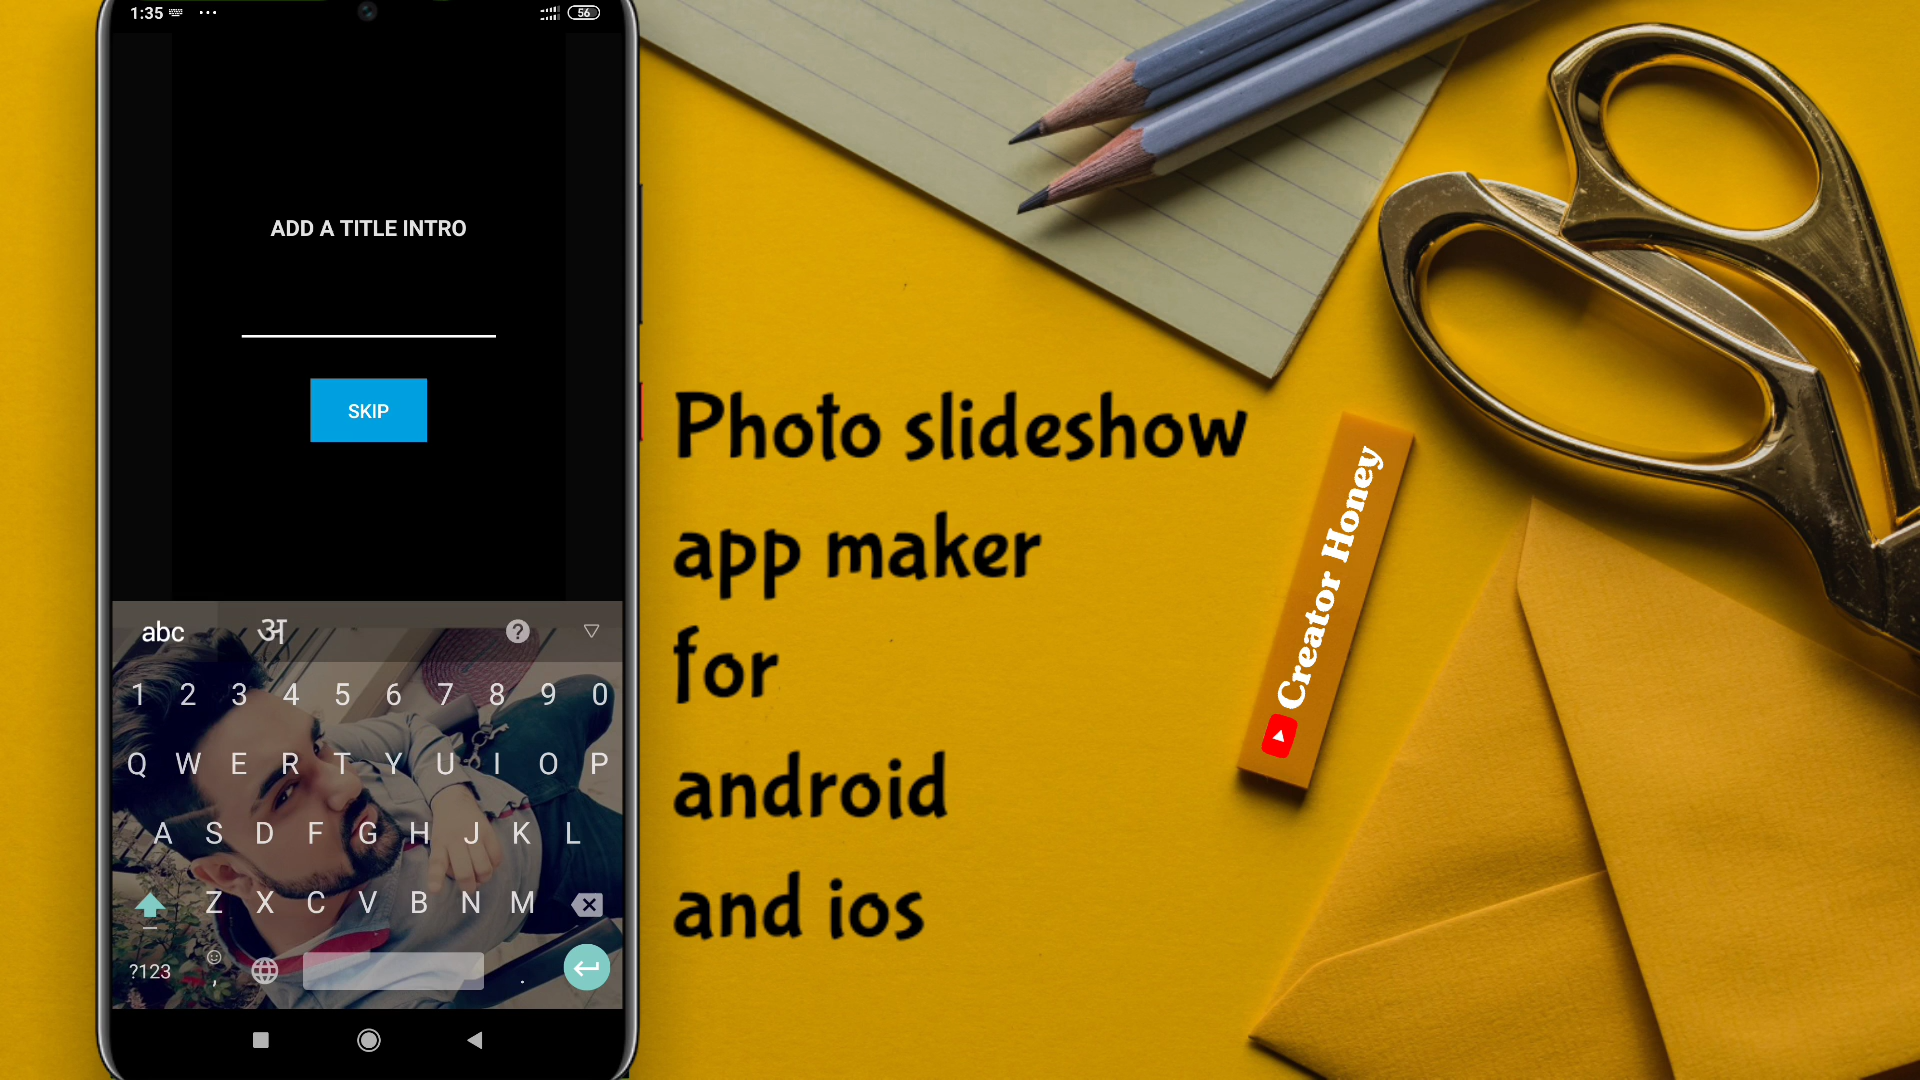 1:35
56
ADD A TITLE INTRO
SKIP
abc अ ?
1 2 3 4 5 6 7 8 9 0
Q W E R T Y U I O P
A S D F G H J K L
Z X C V B N M
?123 , .
Photo slideshow
app maker
for
android
and ios
Creator Honey